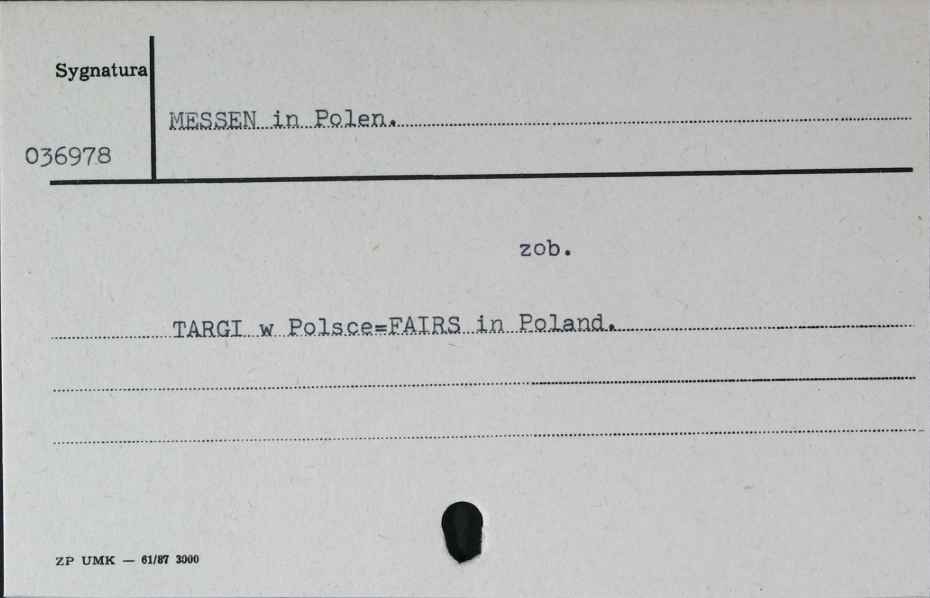 Sygnatura
MESSEN in Polen.
036978
zob.
TARGI w Polsce=FAIRS in Poland.
ZP UMK — 61/87 3000